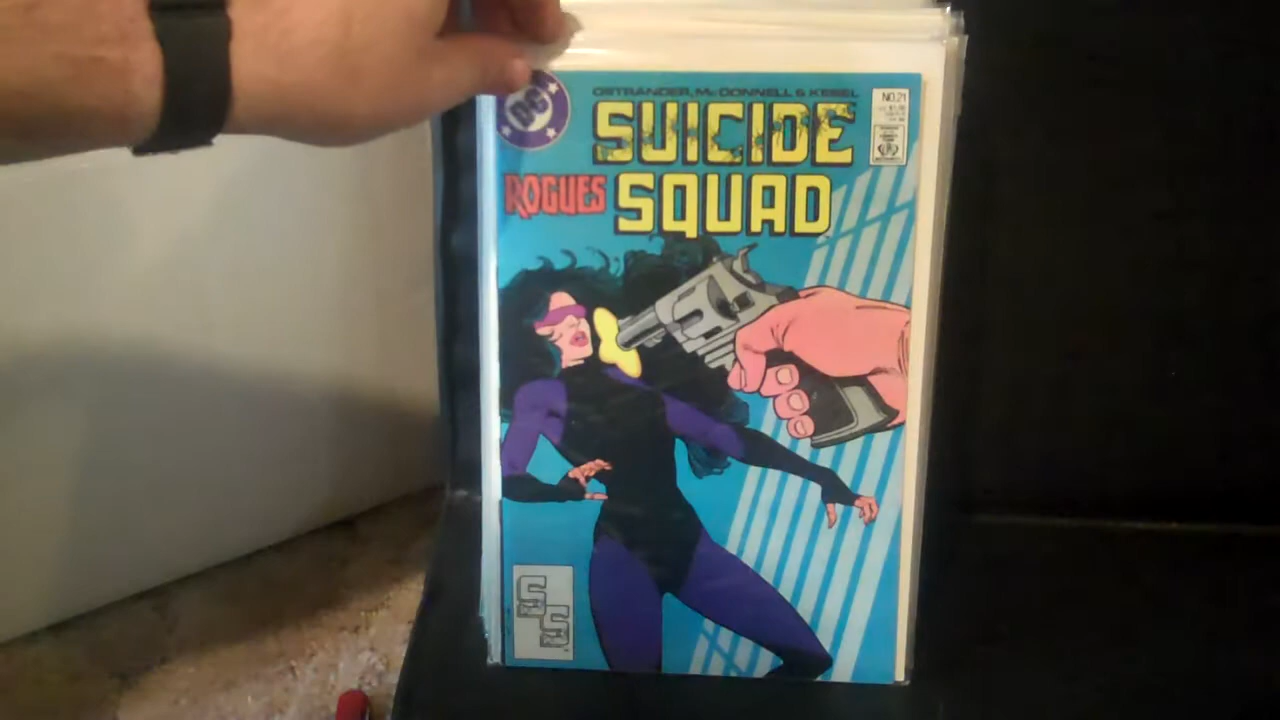 OSTRANDER, McDONNELL & KESEL
DC
NO.21
SUICIDE
ROGUES
SQUAD
SS